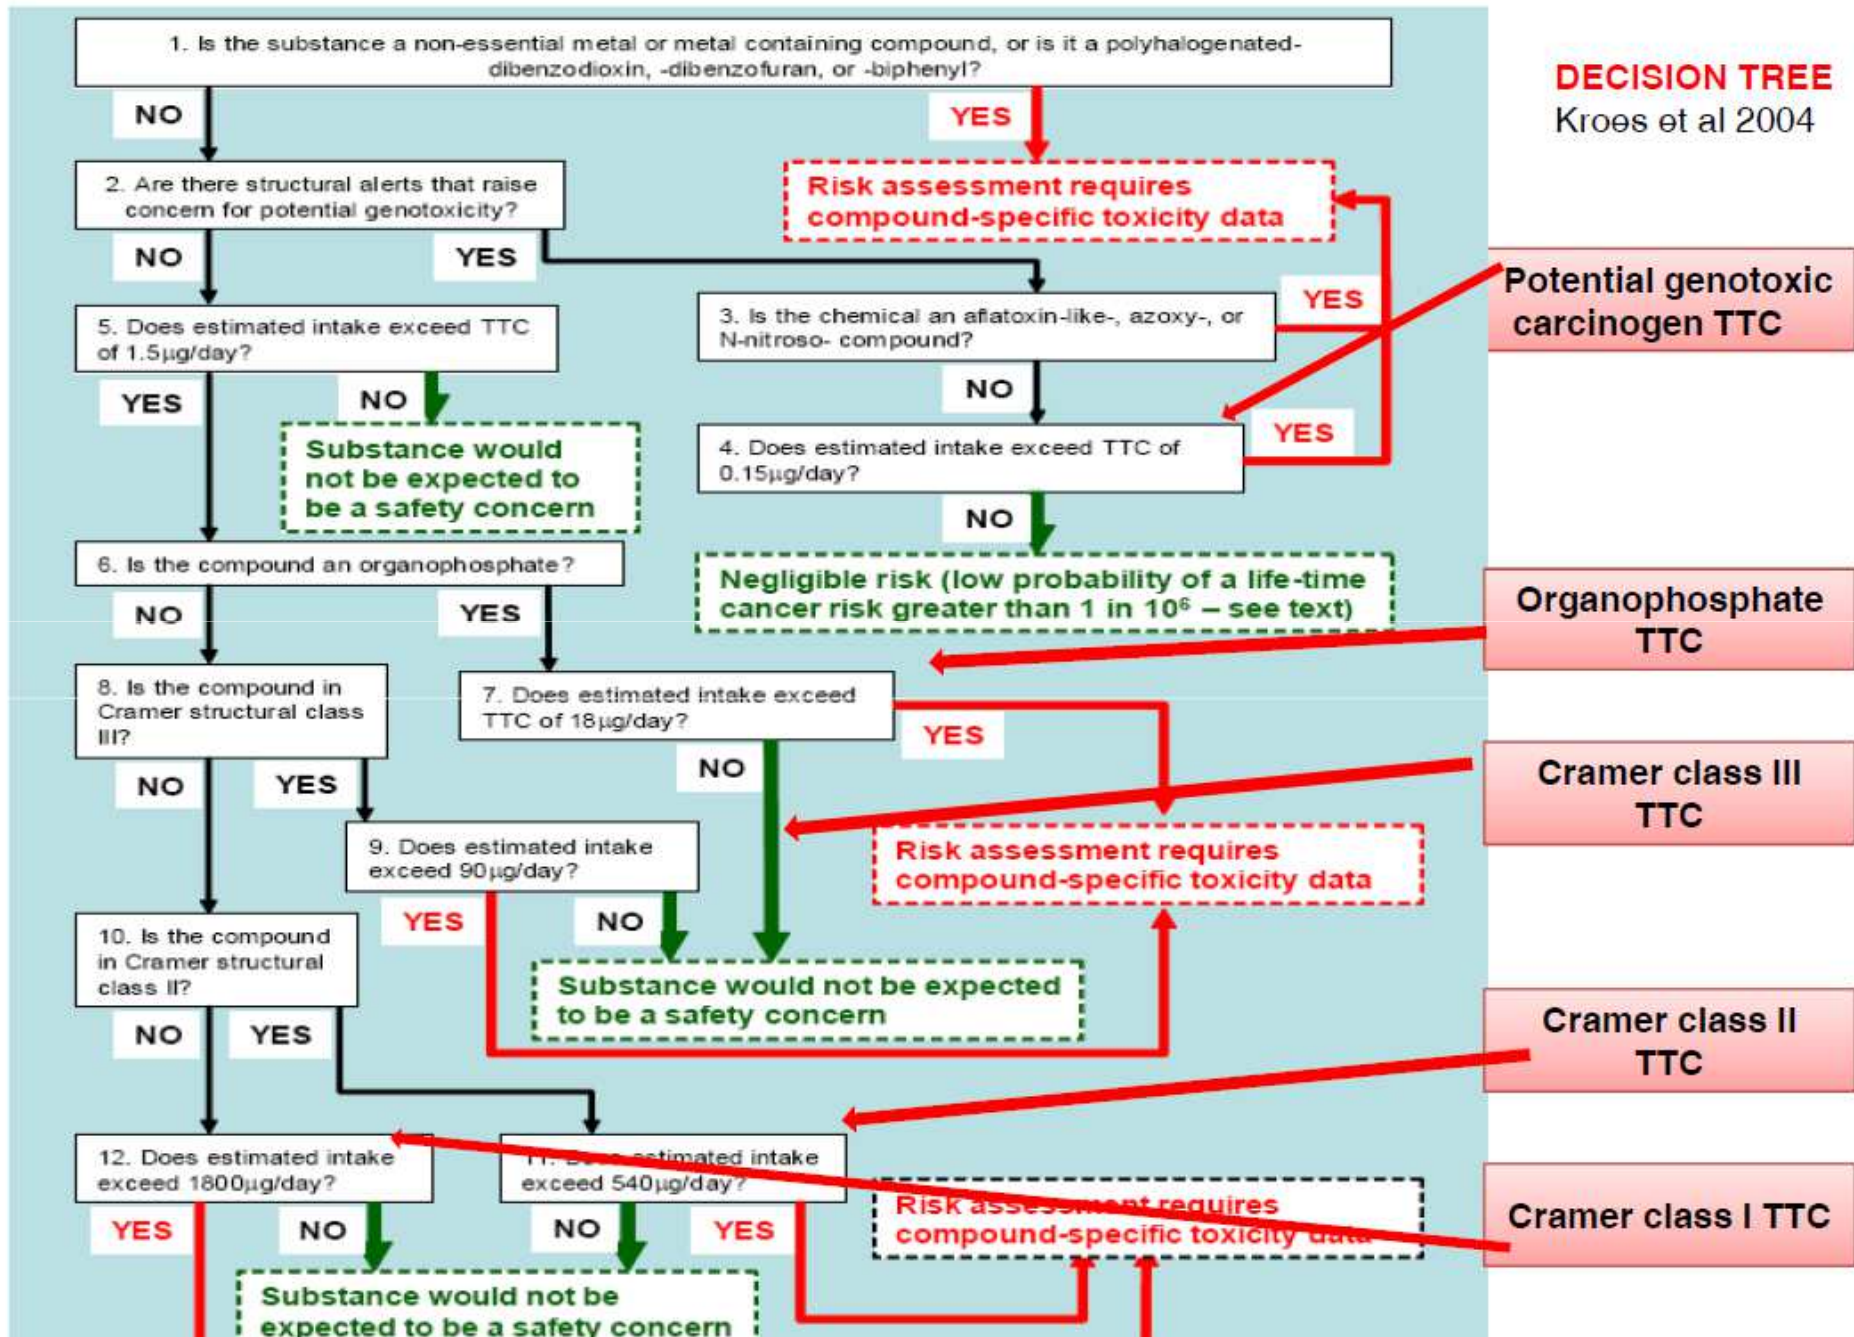 1. Is the substance a non-essential metal or metal containing compound, or is it a polyhalogenated-
dibenzodioxin, -dibenzofuran, or -biphenyl?
DECISION TREE
Kroes et al 2004
NO
YES
2. Are there structural alerts that raise
concern for potential genotoxicity?
Risk assessment requires
compound-specific toxicity data
NO
YES
Potential genotoxic
carcinogen TTC
5. Does estimated intake exceed TTC
of 1.5µg/day?
3. Is the chemical an aflatoxin-like-, azoxy-, or
N-nitroso- compound?
YES
YES
NO
NO
Substance would
not be expected to
be a safety concern
4. Does estimated intake exceed TTC of
0.15µg/day?
YES
NO
6. Is the compound an organophosphate?
Negligible risk (low probability of a life-time
cancer risk greater than 1 in 10⁶ – see text)
Organophosphate
TTC
NO
YES
8. Is the compound in
Cramer structural class
III?
7. Does estimated intake exceed
TTC of 18µg/day?
YES
NO
NO
YES
Cramer class III
TTC
9. Does estimated intake
exceed 90µg/day?
Risk assessment requires
compound-specific toxicity data
YES
NO
10. Is the compound
in Cramer structural
class II?
Substance would not be expected
to be a safety concern
NO
YES
Cramer class II
TTC
12. Does estimated intake
exceed 1800µg/day?
11. Does estimated intake
exceed 540µg/day?
Risk assessment requires
compound-specific toxicity data
Cramer class I TTC
YES
NO
NO
YES
Substance would not be
expected to be a safety concern